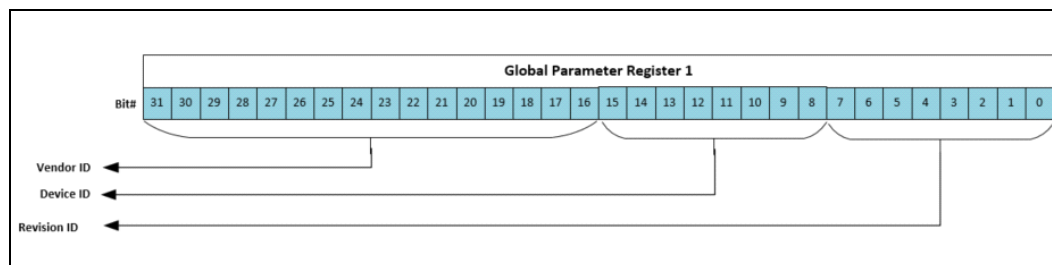 Global Parameter Register 1
Bit# 31 30 29 28 27 26 25 24 23 22 21 20 19 18 17 16 15 14 13 12 11 10 9 8 7 6 5 4 3 2 1 0
Vendor ID
Device ID
Revision ID